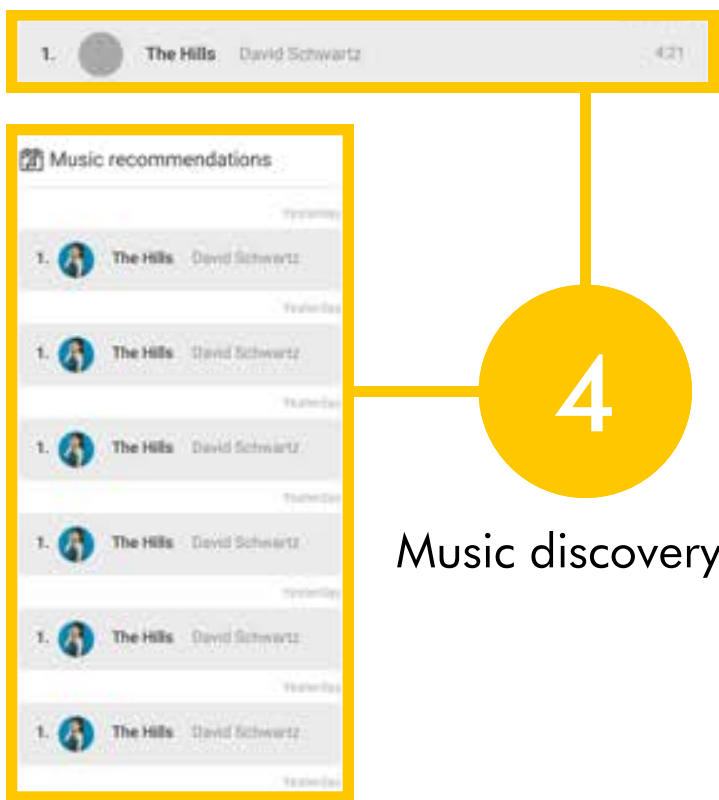 1. The Hills David Schwartz 4:21
Music recommendations
Yesterday
1. The Hills David Schwartz
Yesterday
1. The Hills David Schwartz
Yesterday
1. The Hills David Schwartz
Yesterday
1. The Hills David Schwartz
Yesterday
1. The Hills David Schwartz
Yesterday
1. The Hills David Schwartz
Yesterday
4
Music discovery